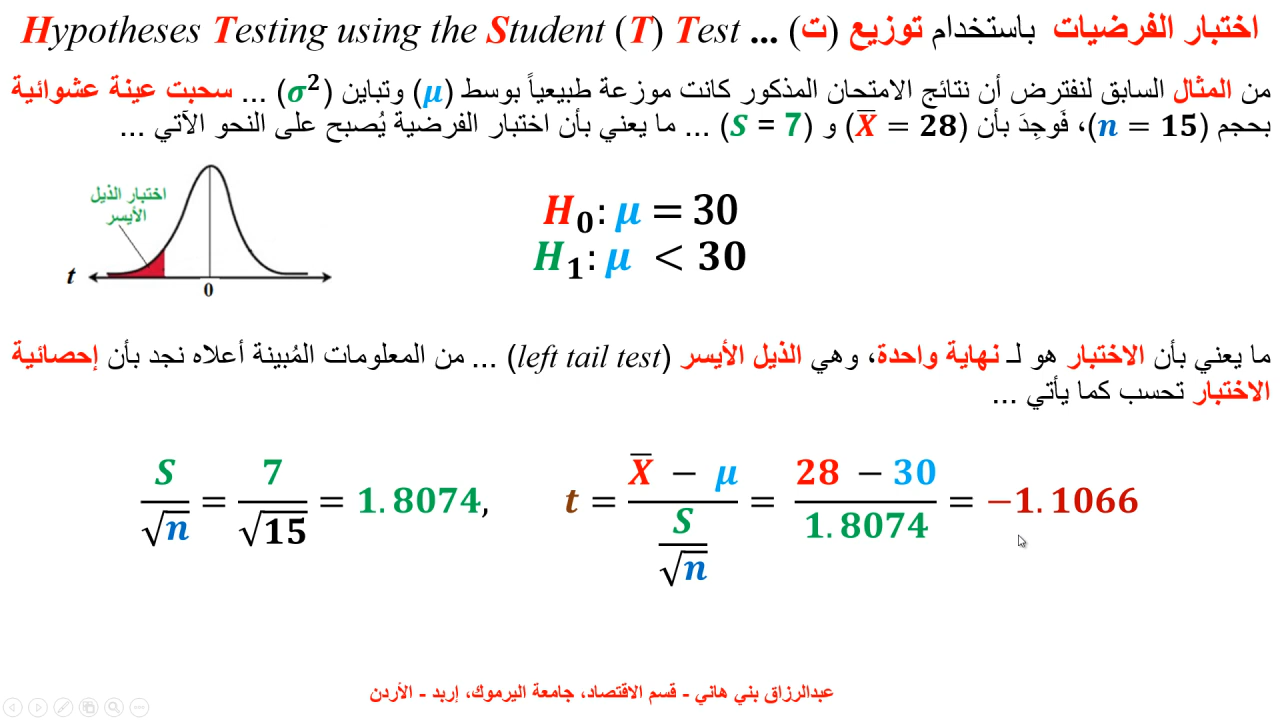 اختبار الفرضيات باستخدام توزيع (ت) ... Hypotheses Testing using the Student (T) Test
من المثال السابق لنفترض أن نتائج الامتحان المذكور كانت موزعة طبيعياً بوسط (μ) وتباين (σ²) ... سحبت عينة عشوائية
بحجم (n = 15)، فَوجِدَ بأن (X̅ = 28) و (S = 7) ... ما يعني بأن اختبار الفرضية يُصبح على النحو الآتي ...
اختبار الذيل
الأيسر
t
0
H₀: μ = 30
H₁: μ < 30
ما يعني بأن الاختبار هو لـ نهاية واحدة، وهي الذيل الأيسر (left tail test) ... من المعلومات المُبينة أعلاه نجد بأن إحصائية
الاختبار تحسب كما يأتي ...
S/√n = 7/√15 = 1.8074, t = (X̅ − μ)/(S/√n) = (28 − 30)/1.8074 = −1.1066
عبدالرزاق بني هاني - قسم الاقتصاد، جامعة اليرموك، إربد - الأردن